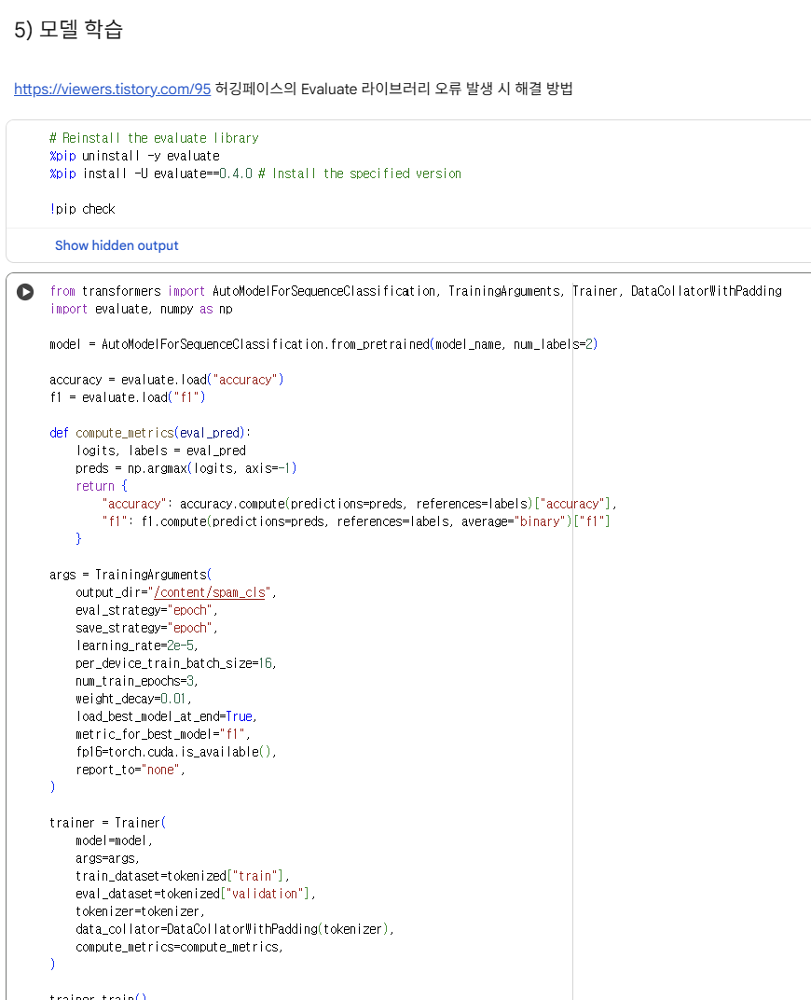 5) 모델 학습
https://viewers.tistory.com/95 허깅페이스의 Evaluate 라이브러리 오류 발생 시 해결 방법
# Reinstall the evaluate library
%pip uninstall -y evaluate
%pip install -U evaluate==0.4.0 # Install the specified version
!pip check
Show hidden output
from transformers import AutoModelForSequenceClassification, TrainingArguments, Trainer, DataCollatorWithPadding
import evaluate, numpy as np
model = AutoModelForSequenceClassification.from_pretrained(model_name, num_labels=2)
accuracy = evaluate.load("accuracy")
f1 = evaluate.load("f1")
def compute_metrics(eval_pred):
    logits, labels = eval_pred
    preds = np.argmax(logits, axis=-1)
    return {
        "accuracy": accuracy.compute(predictions=preds, references=labels)["accuracy"],
        "f1": f1.compute(predictions=preds, references=labels, average="binary")["f1"]
    }
args = TrainingArguments(
    output_dir="/content/spam_cls",
    eval_strategy="epoch",
    save_strategy="epoch",
    learning_rate=2e-5,
    per_device_train_batch_size=16,
    num_train_epochs=3,
    weight_decay=0.01,
    load_best_model_at_end=True,
    metric_for_best_model="f1",
    fp16=torch.cuda.is_available(),
    report_to="none",
)
trainer = Trainer(
    model=model,
    args=args,
    train_dataset=tokenized["train"],
    eval_dataset=tokenized["validation"],
    tokenizer=tokenizer,
    data_collator=DataCollatorWithPadding(tokenizer),
    compute_metrics=compute_metrics,
)
trainer.train()